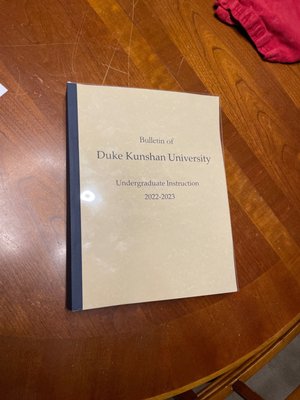 Bulletin of
Duke Kunshan University
Undergraduate Instruction
2022-2023